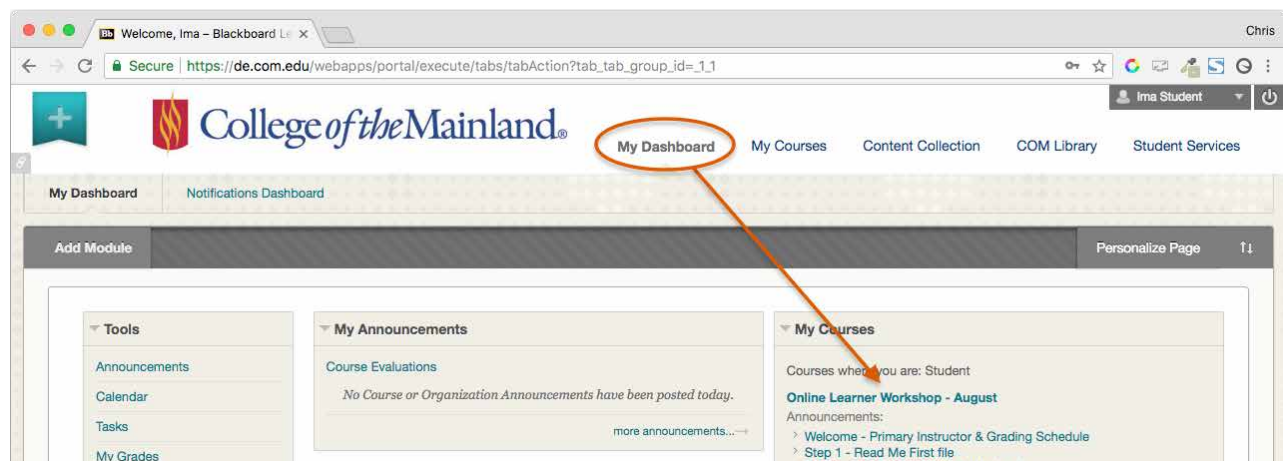 Welcome, Ima – Blackboard Le
Chris
Secure | https://de.com.edu/webapps/portal/execute/tabs/tabAction?tab_tab_group_id=_1_1
Ima Student
College of the Mainland®
My Dashboard
My Courses
Content Collection
COM Library
Student Services
My Dashboard
Notifications Dashboard
Add Module
Personalize Page
Tools
Announcements
Calendar
Tasks
My Grades
My Announcements
Course Evaluations
No Course or Organization Announcements have been posted today.
more announcements...
My Courses
Courses where you are: Student
Online Learner Workshop - August
Announcements:
Welcome - Primary Instructor & Grading Schedule
Step 1 - Read Me First file